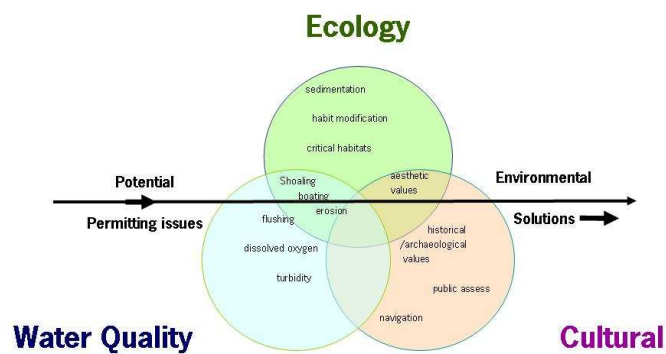 Ecology
sedimentation
habit modification
critical habitats
Potential
Shoaling
boating
erosion
aesthetic
values
Environmental
Permitting issues
Solutions
flushing
dissolved oxygen
turbidity
historical
/archaeological
values
public assess
navigation
Water Quality
Cultural